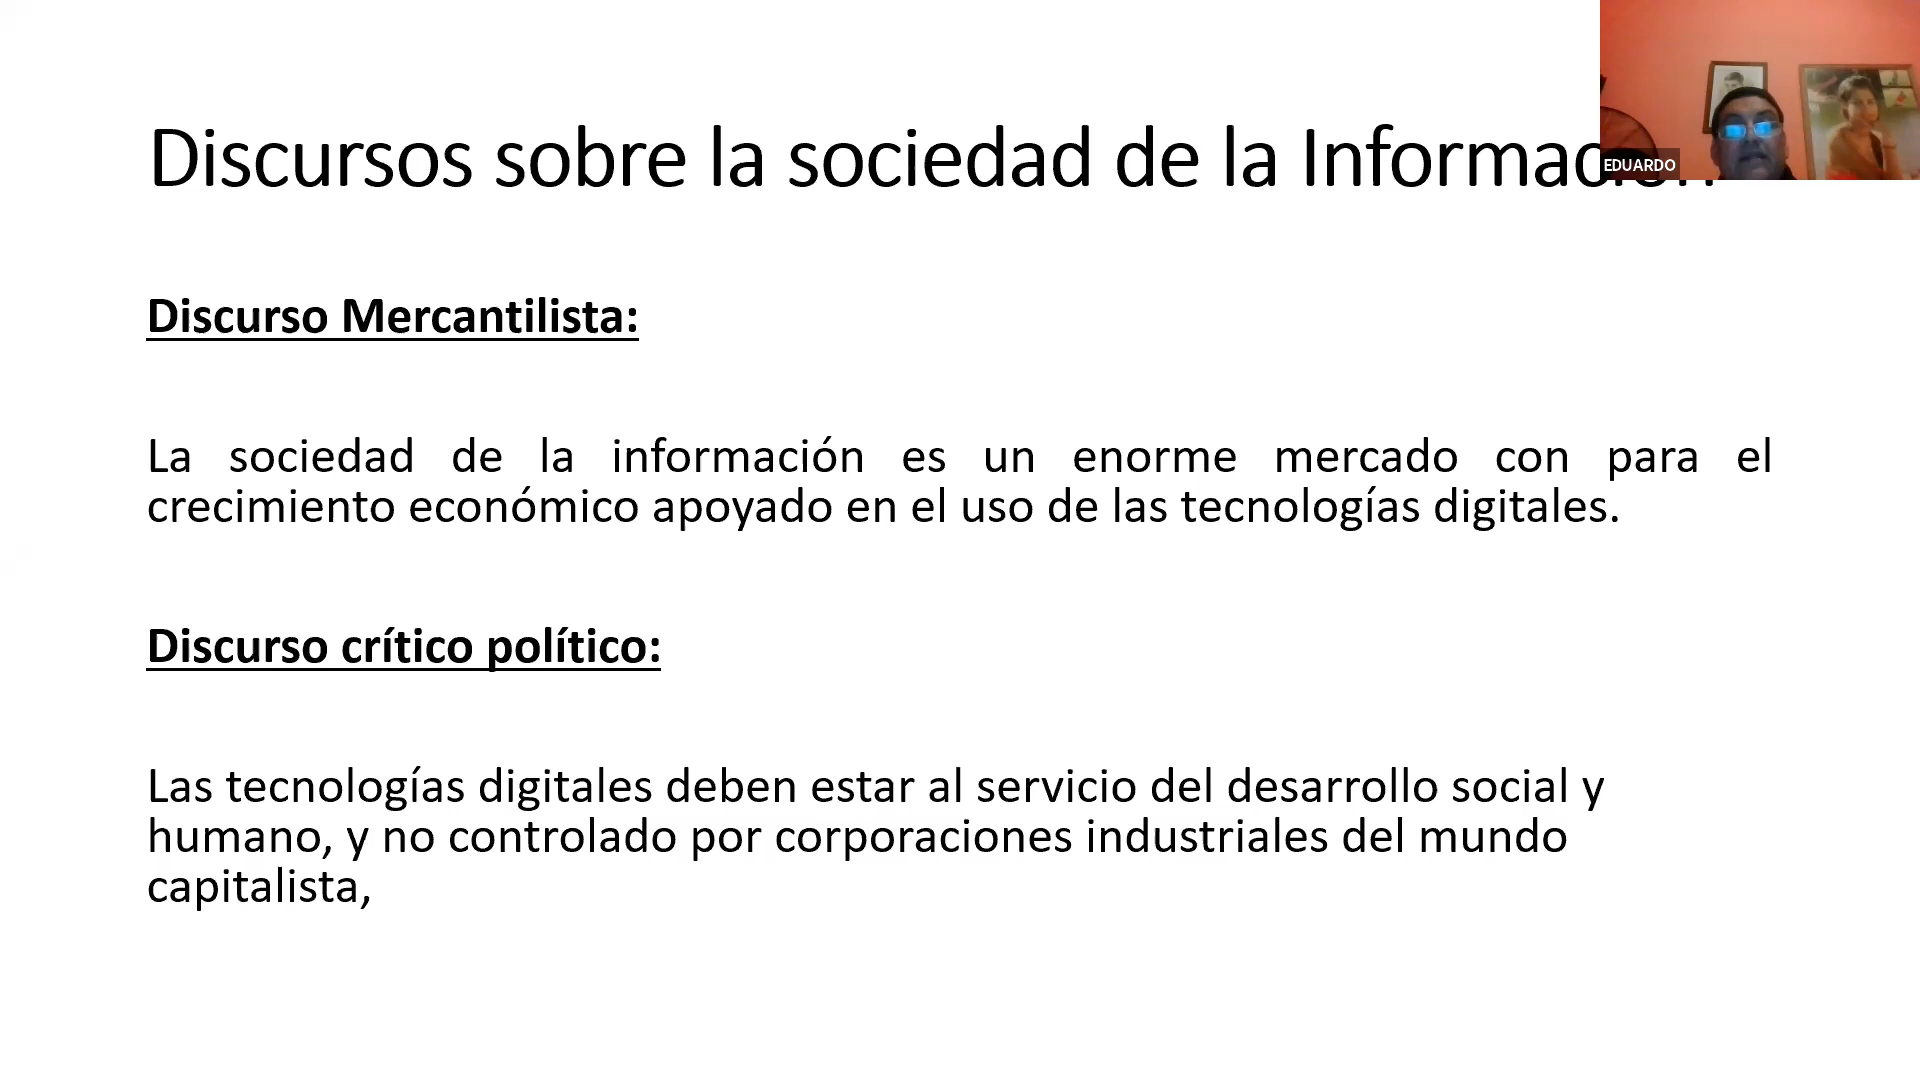 Discursos sobre la sociedad de la Información
EDUARDO
Discurso Mercantilista:
La sociedad de la información es un enorme mercado con para el
crecimiento económico apoyado en el uso de las tecnologías digitales.
Discurso crítico político:
Las tecnologías digitales deben estar al servicio del desarrollo social y
humano, y no controlado por corporaciones industriales del mundo
capitalista,